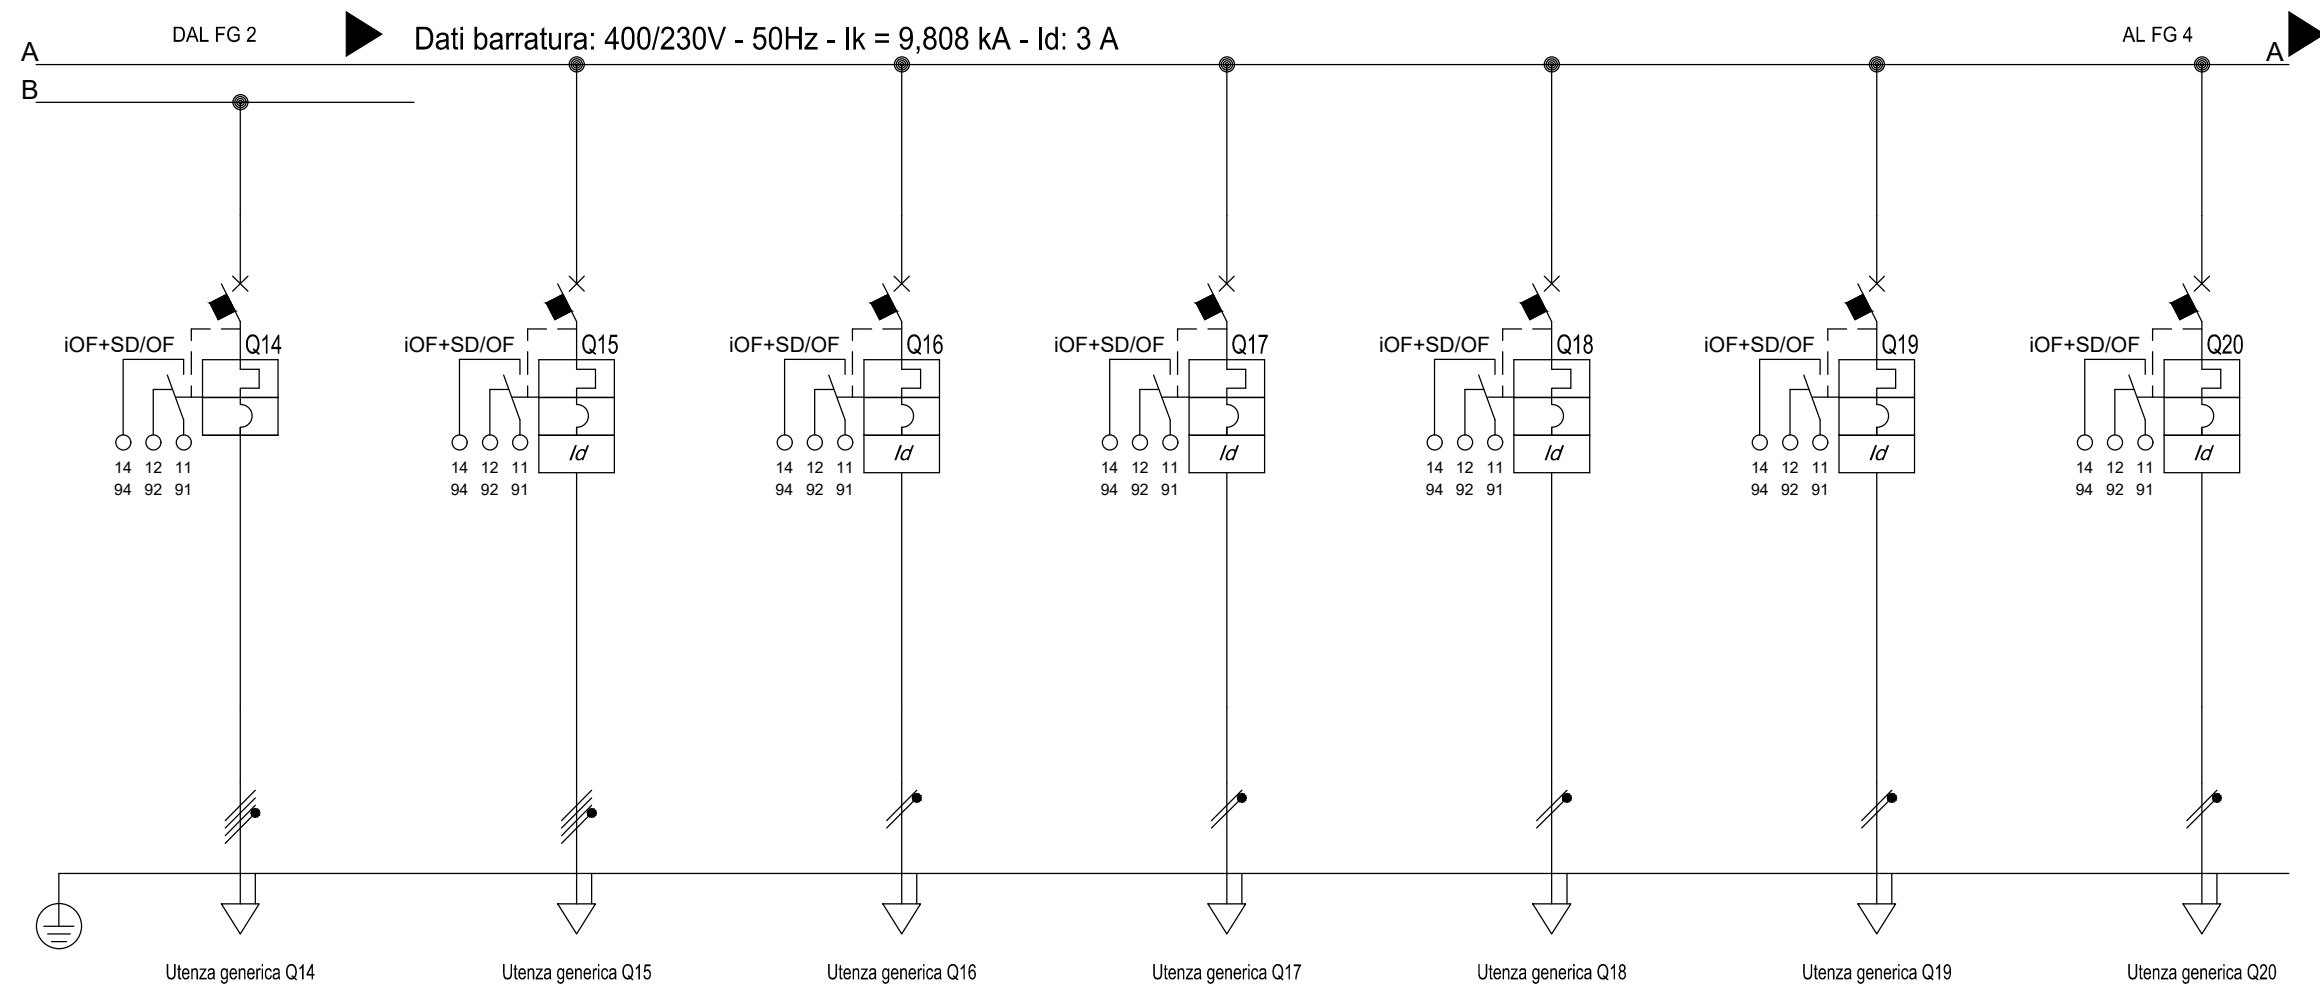 DAL FG 2
Dati barratura: 400/230V - 50Hz - Ik = 9,808 kA - Id: 3 A
AL FG 4
A
A
B
iOF+SD/OF Q14 iOF+SD/OF Q15 iOF+SD/OF Q16 iOF+SD/OF Q17 iOF+SD/OF Q18 iOF+SD/OF Q19 iOF+SD/OF Q20
Id Id Id Id Id Id
14 12 11 14 12 11 14 12 11 14 12 11 14 12 11 14 12 11 14 12 11
94 92 91 94 92 91 94 92 91 94 92 91 94 92 91 94 92 91 94 92 91
Utenza generica Q14 Utenza generica Q15 Utenza generica Q16 Utenza generica Q17 Utenza generica Q18 Utenza generica Q19 Utenza generica Q20